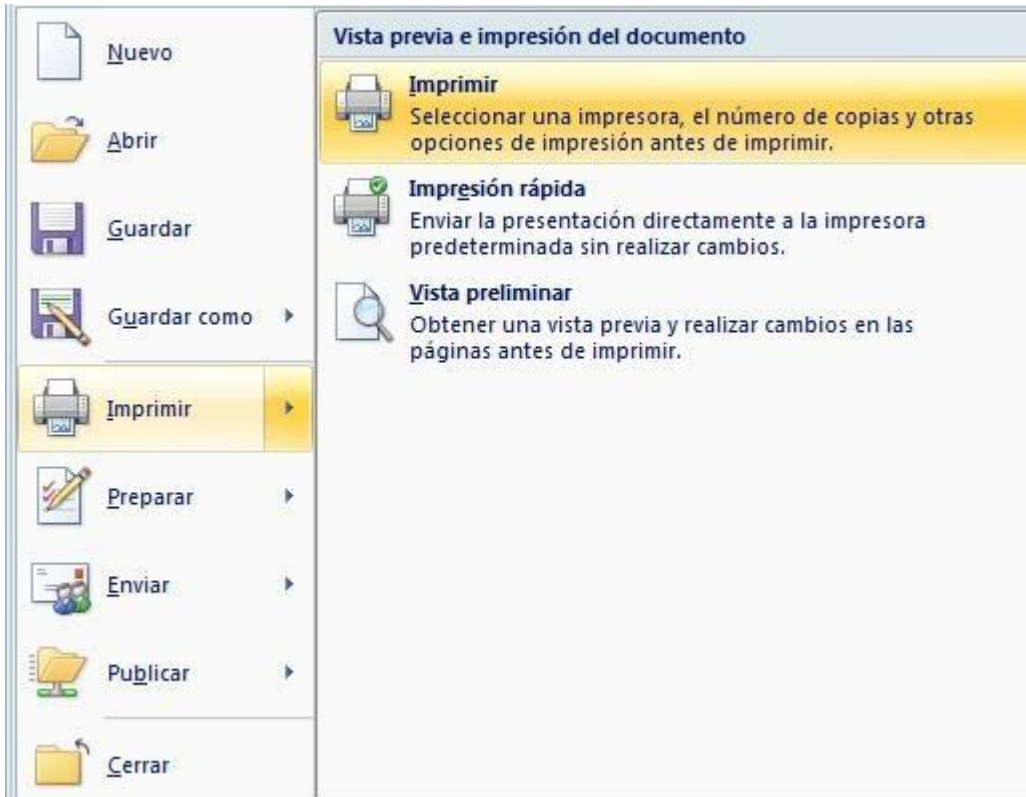 Nuevo
Abrir
Guardar
Guardar como
Imprimir
Preparar
Enviar
Publicar
Cerrar
Vista previa e impresión del documento
Imprimir
Seleccionar una impresora, el número de copias y otras
opciones de impresión antes de imprimir.
Impresión rápida
Enviar la presentación directamente a la impresora
predeterminada sin realizar cambios.
Vista preliminar
Obtener una vista previa y realizar cambios en las
páginas antes de imprimir.